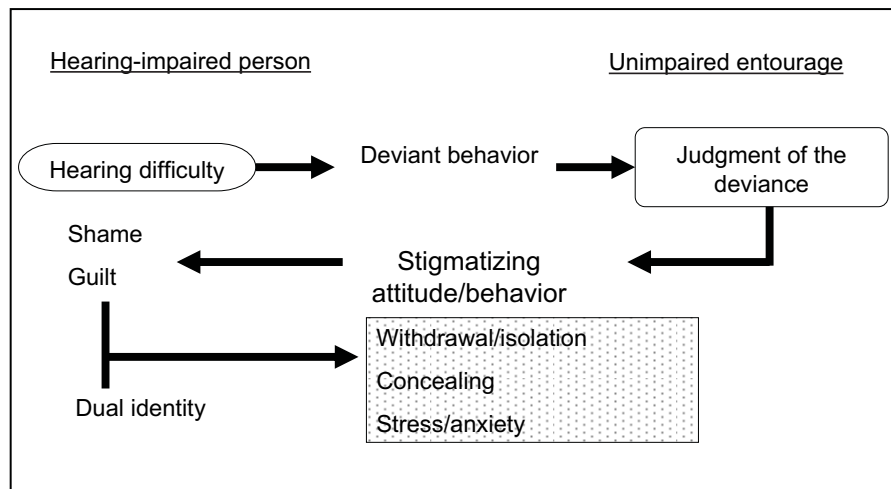 Hearing-impaired person
Unimpaired entourage
Hearing difficulty
Deviant behavior
Judgment of the
deviance
Shame
Guilt
Stigmatizing
attitude/behavior
Withdrawal/isolation
Concealing
Stress/anxiety
Dual identity